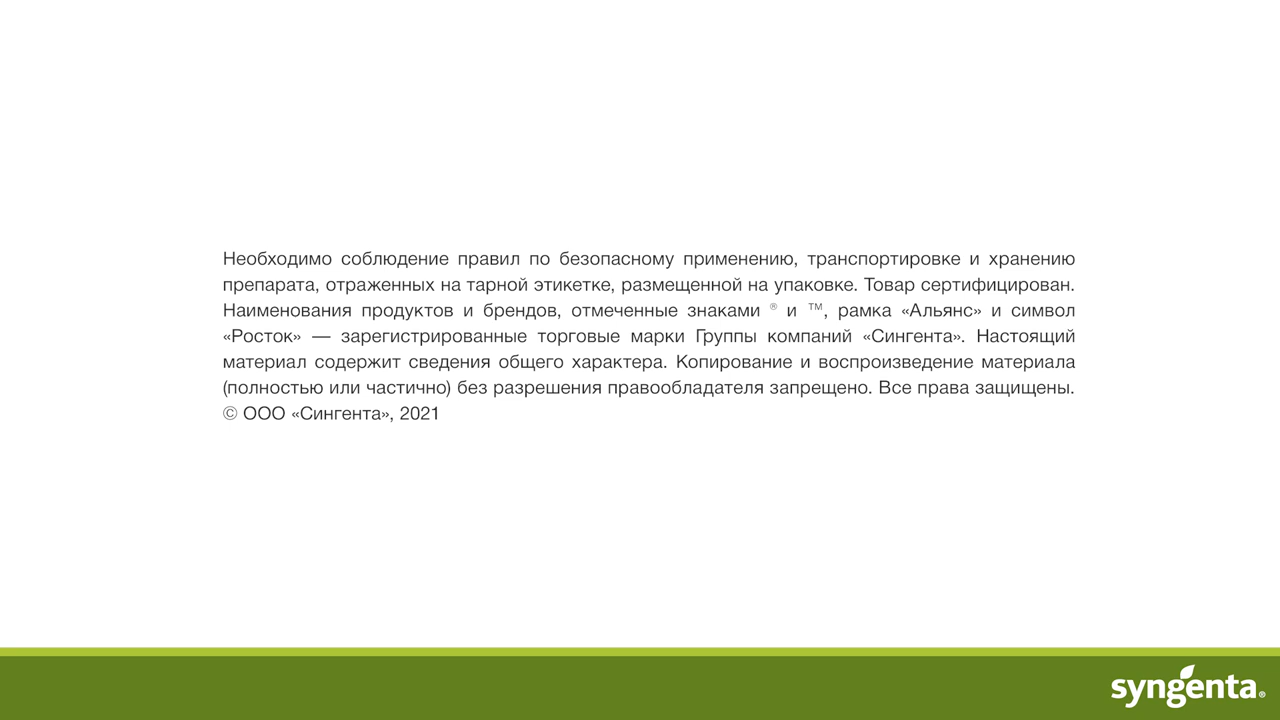 Необходимо соблюдение правил по безопасному применению, транспортировке и хранению
препарата, отраженных на тарной этикетке, размещенной на упаковке. Товар сертифицирован.
Наименования продуктов и брендов, отмеченные знаками ® и ™, рамка «Альянс» и символ
«Росток» — зарегистрированные торговые марки Группы компаний «Сингента». Настоящий
материал содержит сведения общего характера. Копирование и воспроизведение материала
(полностью или частично) без разрешения правообладателя запрещено. Все права защищены.
© ООО «Сингента», 2021
syngenta®